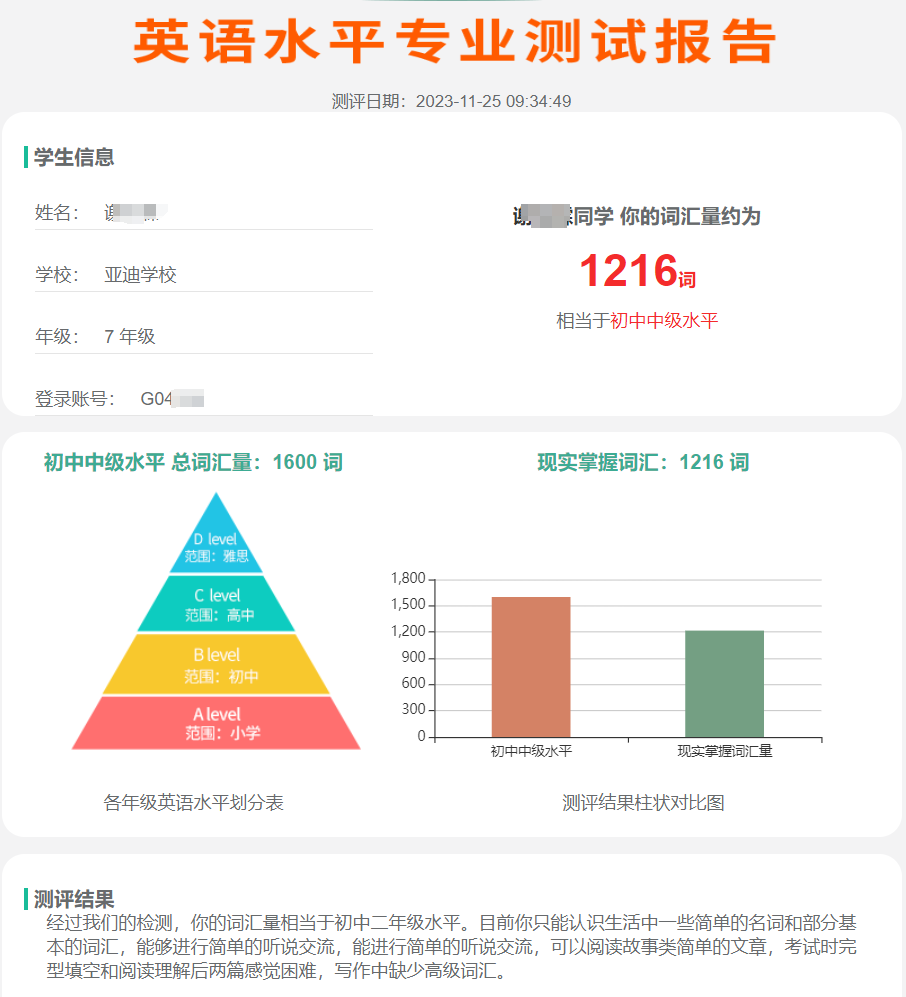 英语水平专业测试报告
测评日期：2023-11-25 09:34:49
学生信息
姓名： 谢
谢 同学 你的词汇量约为
学校： 亚迪学校
1216词
年级： 7 年级
相当于初中中级水平
登录账号： G04
初中中级水平 总词汇量：1600 词
现实掌握词汇：1216 词
D level
范围：雅思
C level
范围：高中
B level
范围：初中
A level
范围：小学
1,800
1,500
1,200
900
600
300
0
初中中级水平 现实掌握词汇量
各年级英语水平划分表
测评结果柱状对比图
测评结果
经过我们的检测，你的词汇量相当于初中二年级水平。目前你只能认识生活中一些简单的名词和部分基
本的词汇，能够进行简单的听说交流，能进行简单的听说交流，可以阅读故事类简单的文章，考试时完
型填空和阅读理解后两篇感觉困难，写作中缺少高级词汇。